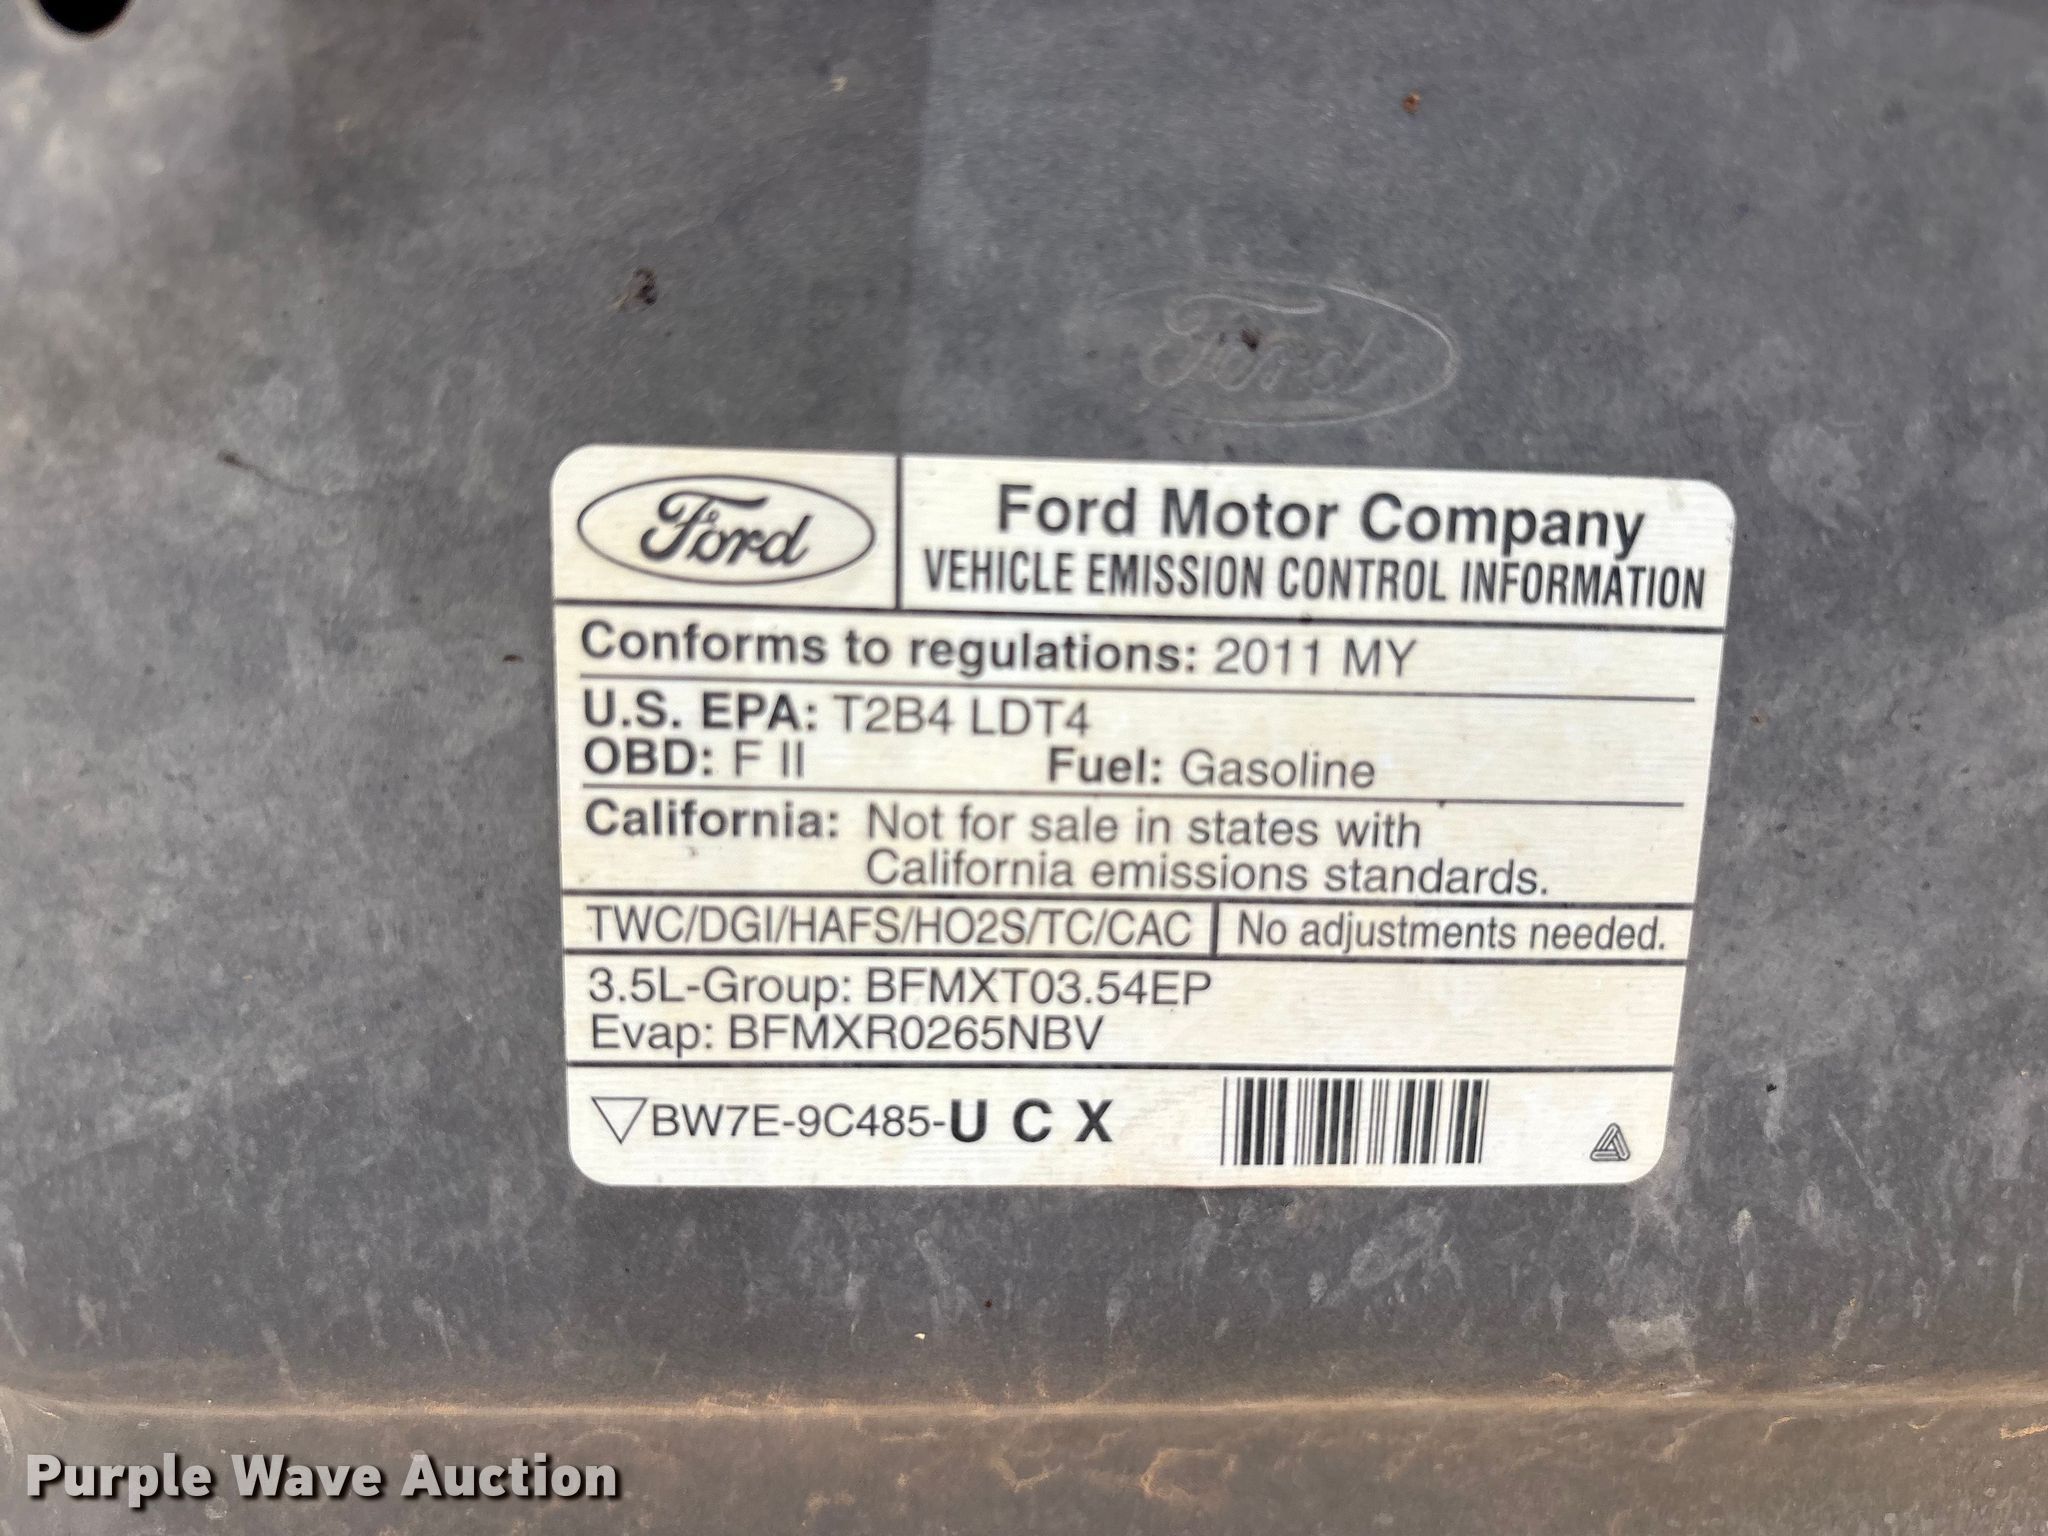 Ford
Ford
Ford Motor Company
VEHICLE EMISSION CONTROL INFORMATION
Conforms to regulations: 2011 MY
U.S. EPA: T2B4 LDT4
OBD: F II Fuel: Gasoline
California: Not for sale in states with
California emissions standards.
TWC/DGI/HAFS/HO2S/TC/CAC No adjustments needed.
3.5L-Group: BFMXT03.54EP
Evap: BFMXR0265NBV
BW7E-9C485-U C X
Purple Wave Auction